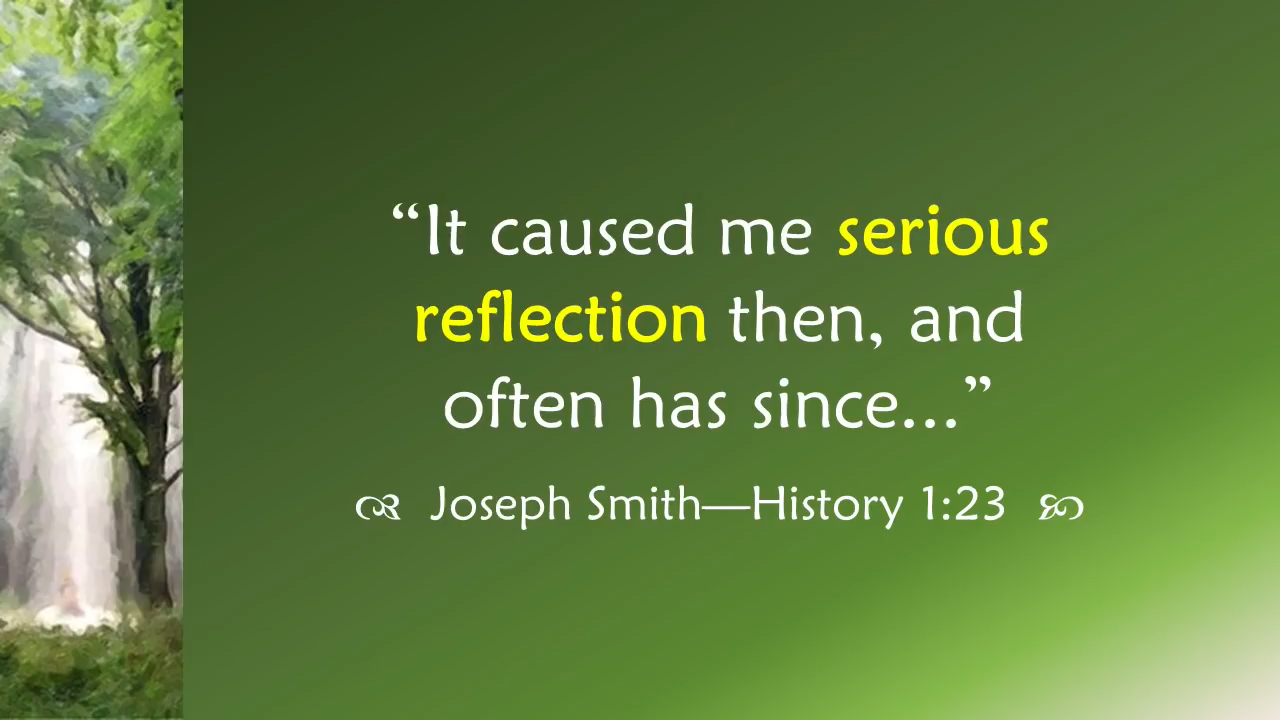 “It caused me serious
reflection then, and
often has since...”
Joseph Smith—History 1:23